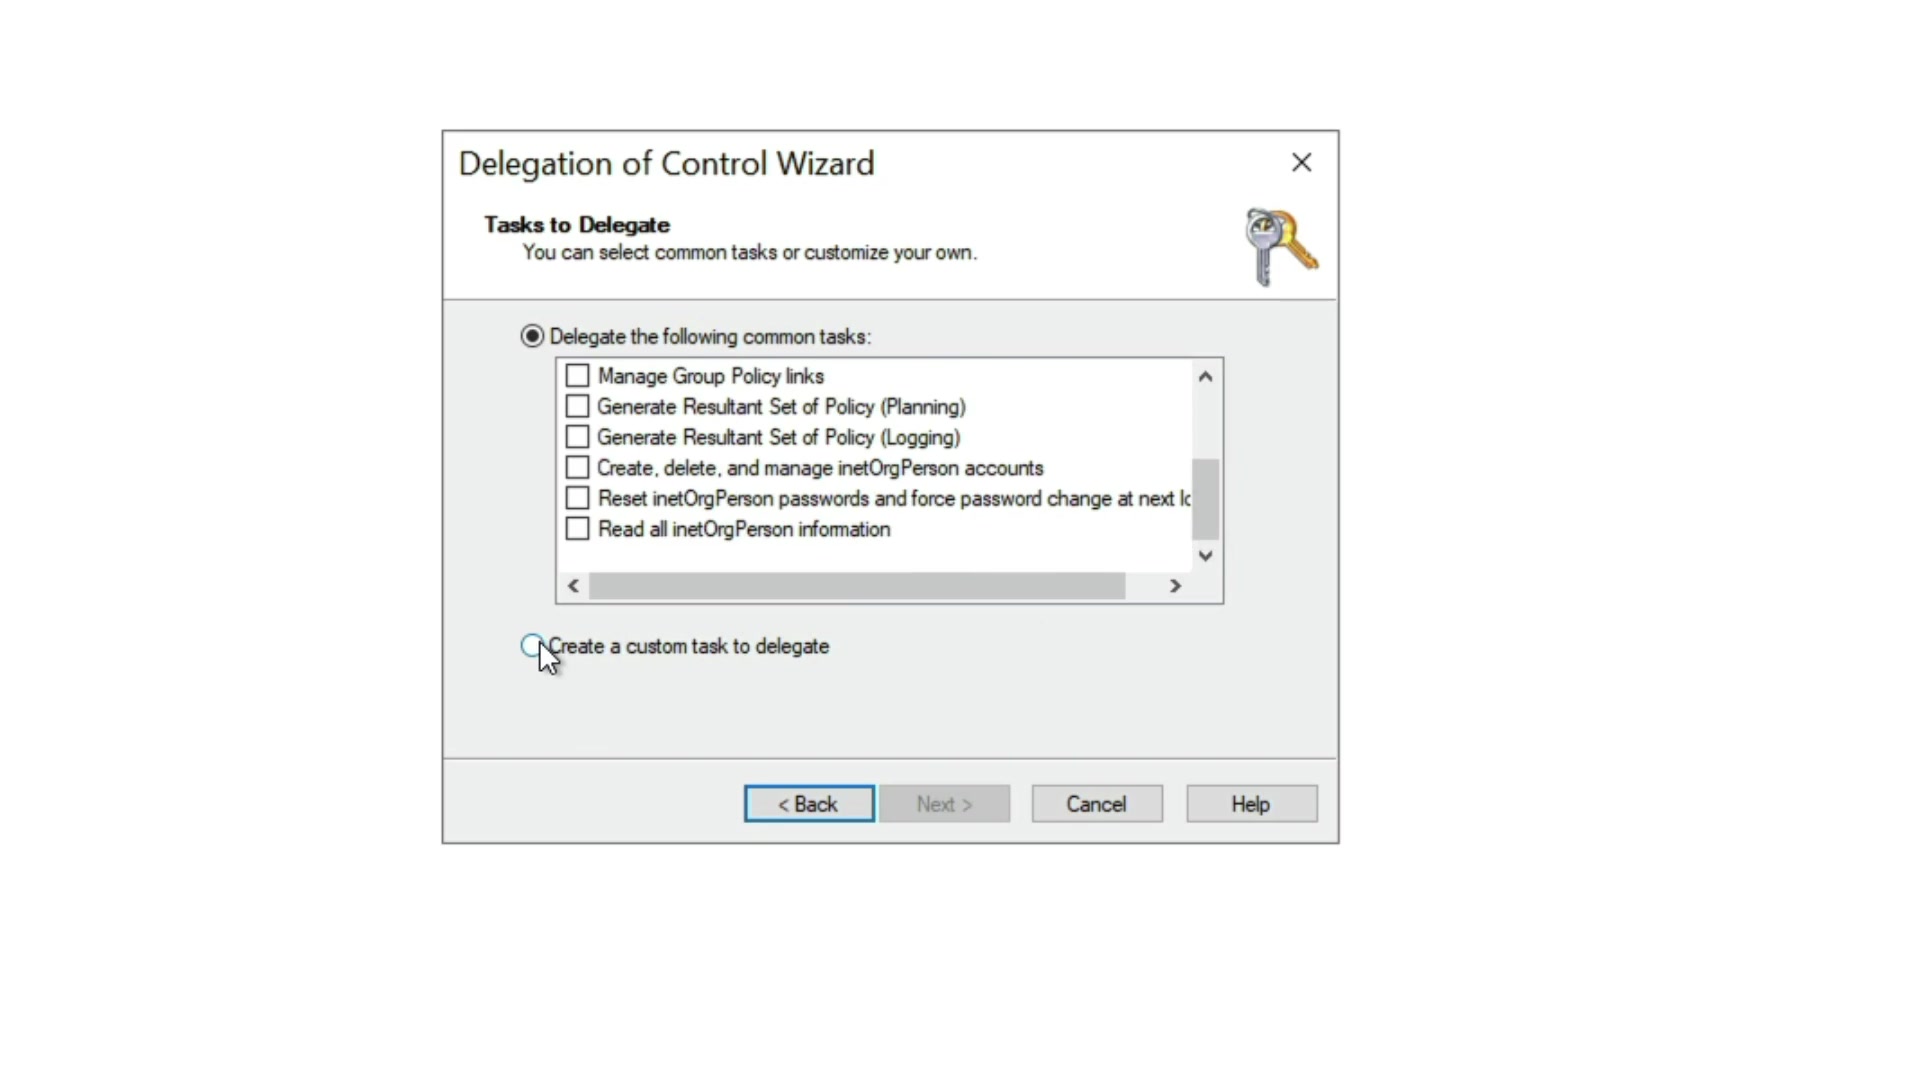 Delegation of Control Wizard
Tasks to Delegate
You can select common tasks or customize your own.
Delegate the following common tasks:
Manage Group Policy links
Generate Resultant Set of Policy (Planning)
Generate Resultant Set of Policy (Logging)
Create, delete, and manage inetOrgPerson accounts
Reset inetOrgPerson passwords and force password change at next
Read all inetOrgPerson information
Create a custom task to delegate
< Back Next > Cancel Help